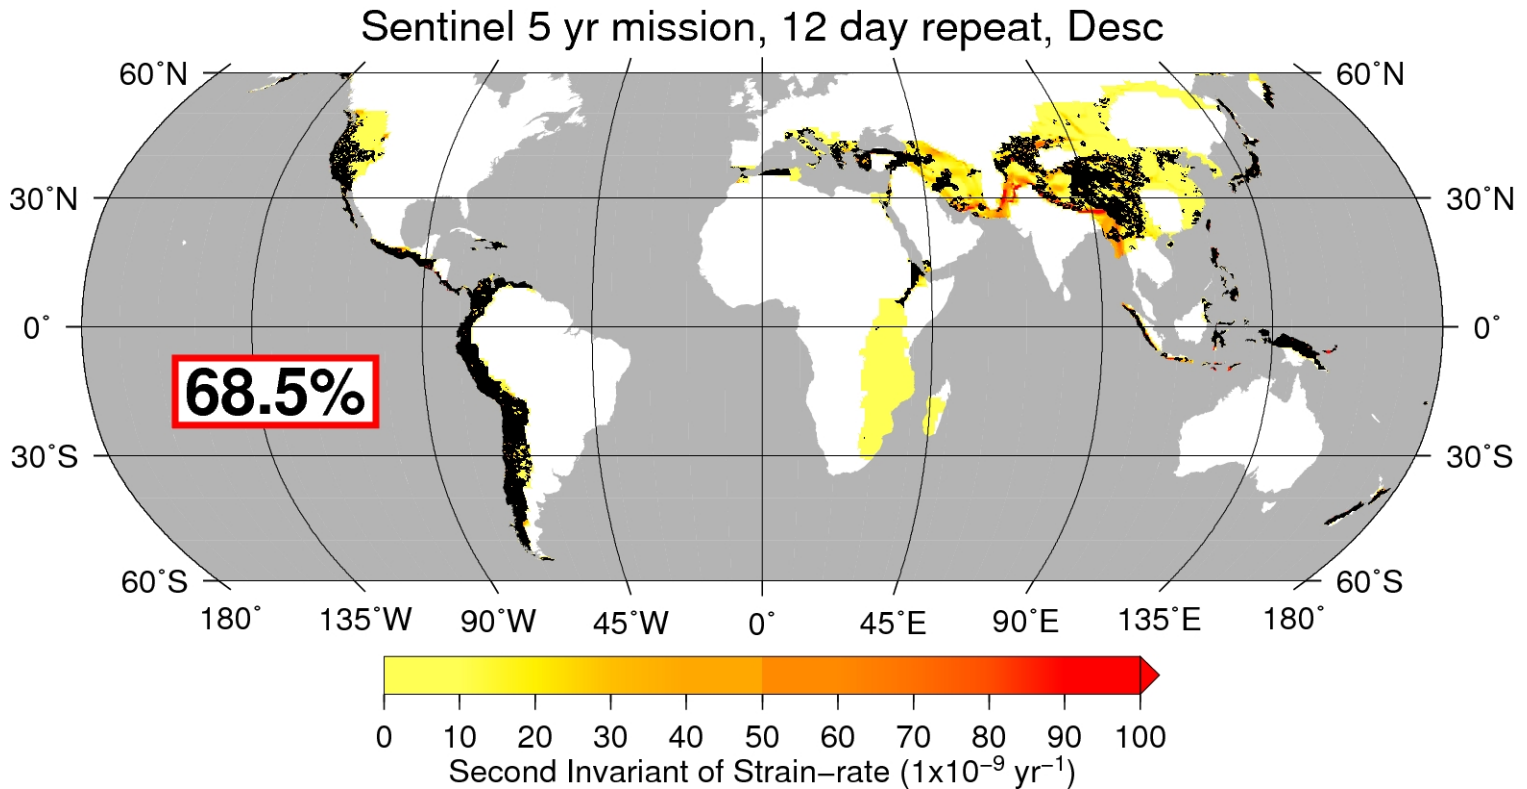 Sentinel 5 yr mission, 12 day repeat, Desc
60˚N 60˚N
30˚N 30˚N
0˚ 0˚
68.5%
30˚S 30˚S
60˚S 60˚S
180˚ 135˚W 90˚W 45˚W 0˚ 45˚E 90˚E 135˚E 180˚
0 10 20 30 40 50 60 70 80 90 100
Second Invariant of Strain−rate (1x10⁻⁹ yr⁻¹)